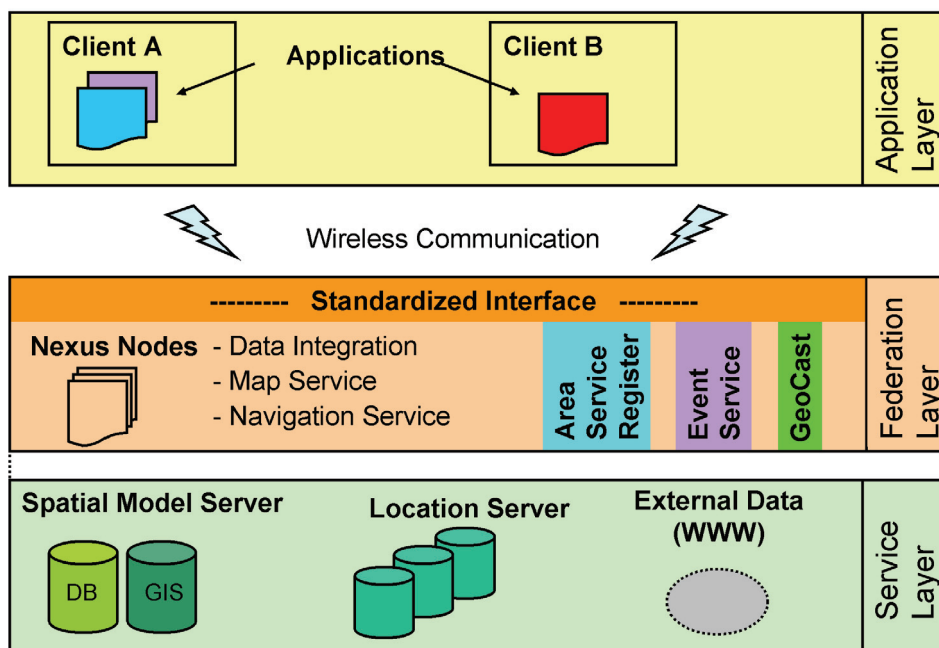 Client A
Applications
Client B
Application
Layer
Wireless Communication
--------- Standardized Interface ---------
Nexus Nodes
- Data Integration
- Map Service
- Navigation Service
Area
Service
Register
Event
Service
GeoCast
Federation
Layer
Spatial Model Server
DB
GIS
Location Server
External Data
(WWW)
Service
Layer